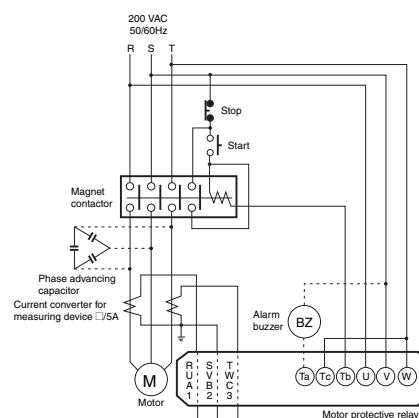 200 VAC
50/60Hz
R S T
Stop
Start
Magnet
contactor
Phase advancing
capacitor
Current converter for
measuring device □/5A
Alarm
buzzer
BZ
M
Motor
R
U
A
1
S
V
B
2
T
W
C
3
Ta Tc Tb U V W
Motor protective relay